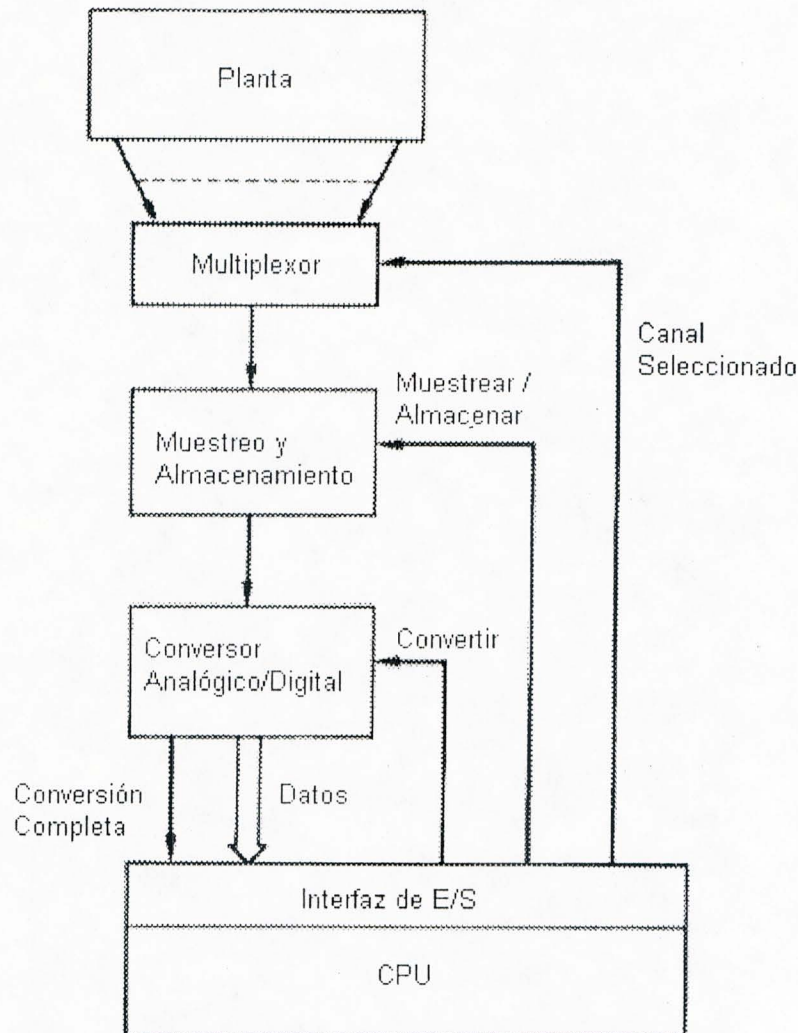 Planta
Multiplexor
Canal
Seleccionado
Muestrear /
Almacenar
Muestreo y
Almacenamiento
Convertir
Conversor
Analógico/Digital
Conversión
Completa
Datos
Interfaz de E/S
CPU